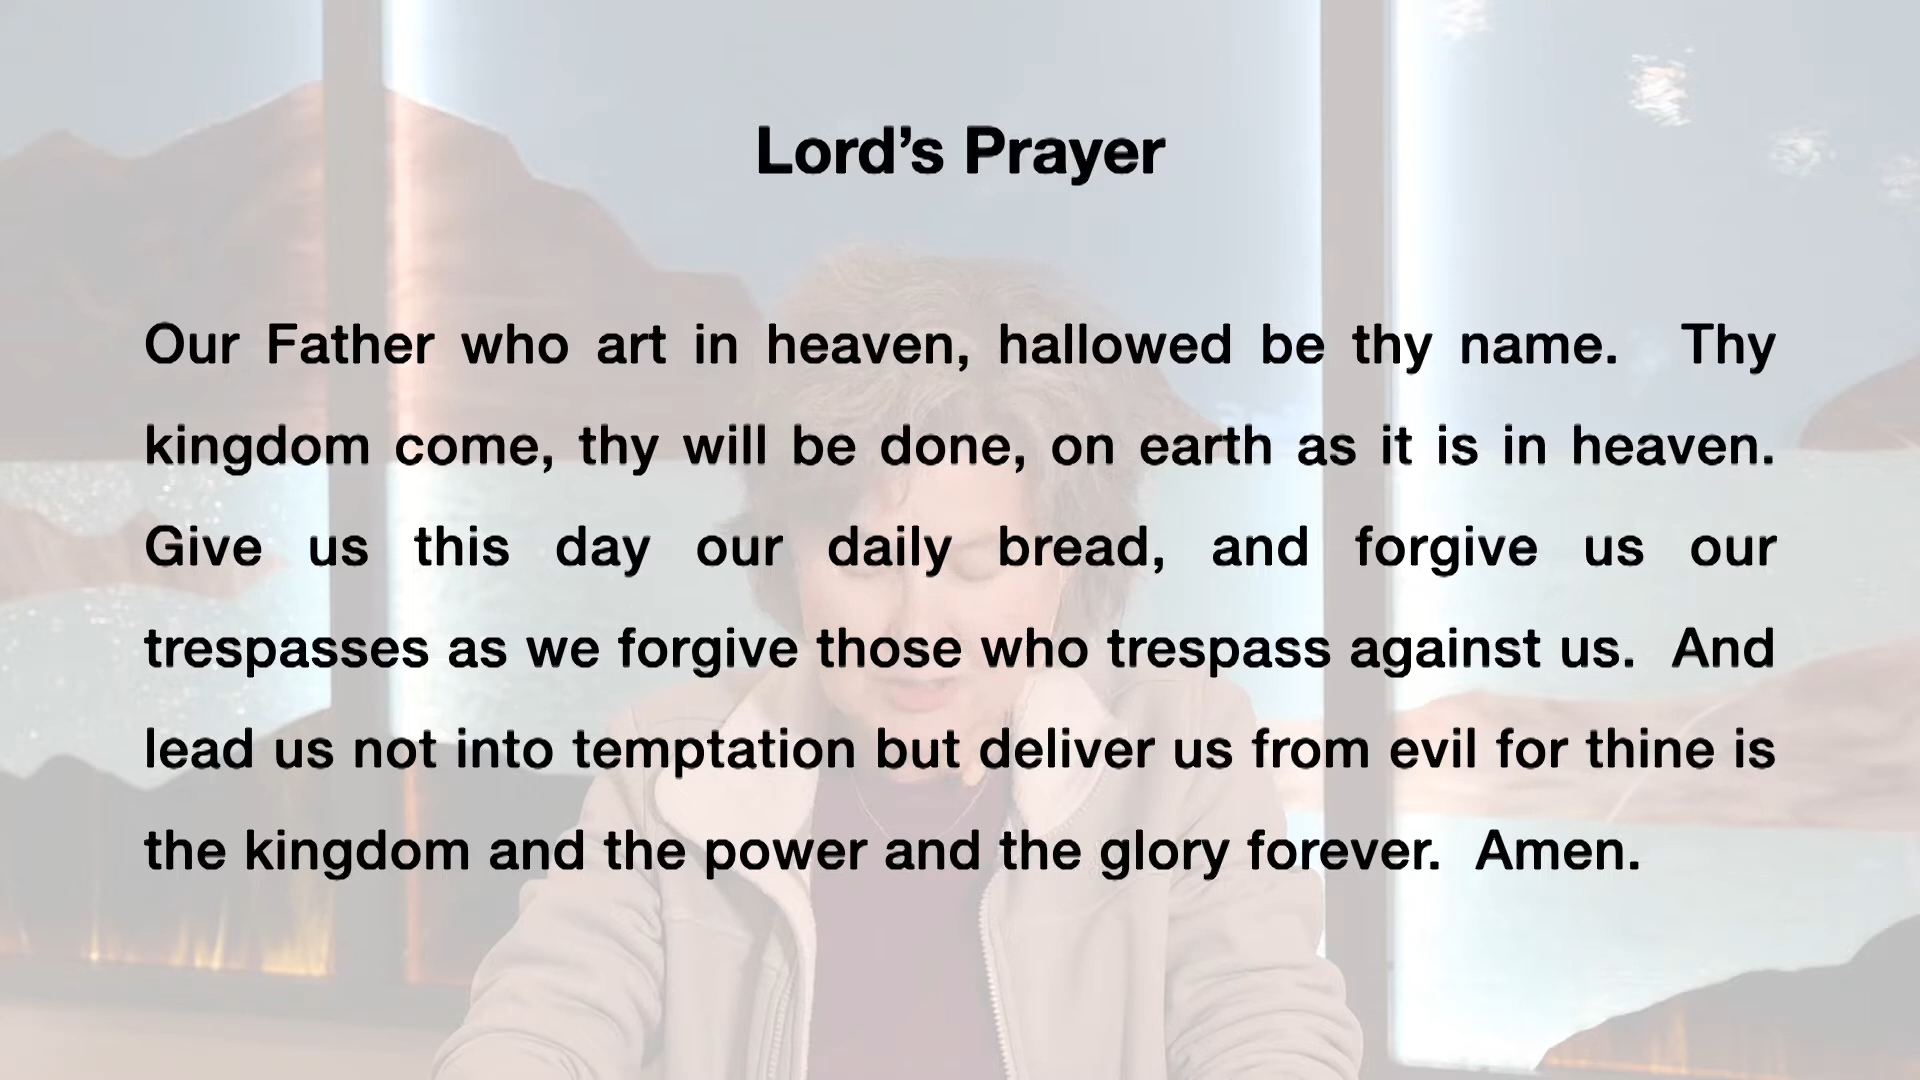 Lord’s Prayer
Our Father who art in heaven, hallowed be thy name. Thy
kingdom come, thy will be done, on earth as it is in heaven.
Give us this day our daily bread, and forgive us our
trespasses as we forgive those who trespass against us. And
lead us not into temptation but deliver us from evil for thine is
the kingdom and the power and the glory forever. Amen.